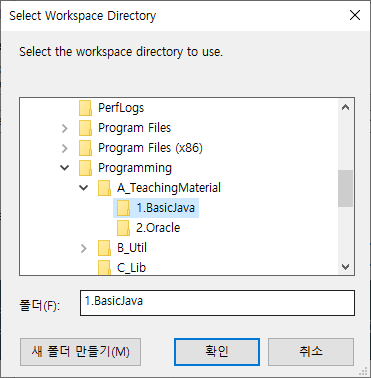 Select Workspace Directory
Select the workspace directory to use.
PerfLogs
Program Files
Program Files (x86)
Programming
A_TeachingMaterial
1.BasicJava
2.Oracle
B_Util
C_Lib
폴더(F):
1.BasicJava
새 폴더 만들기(M)
확인
취소